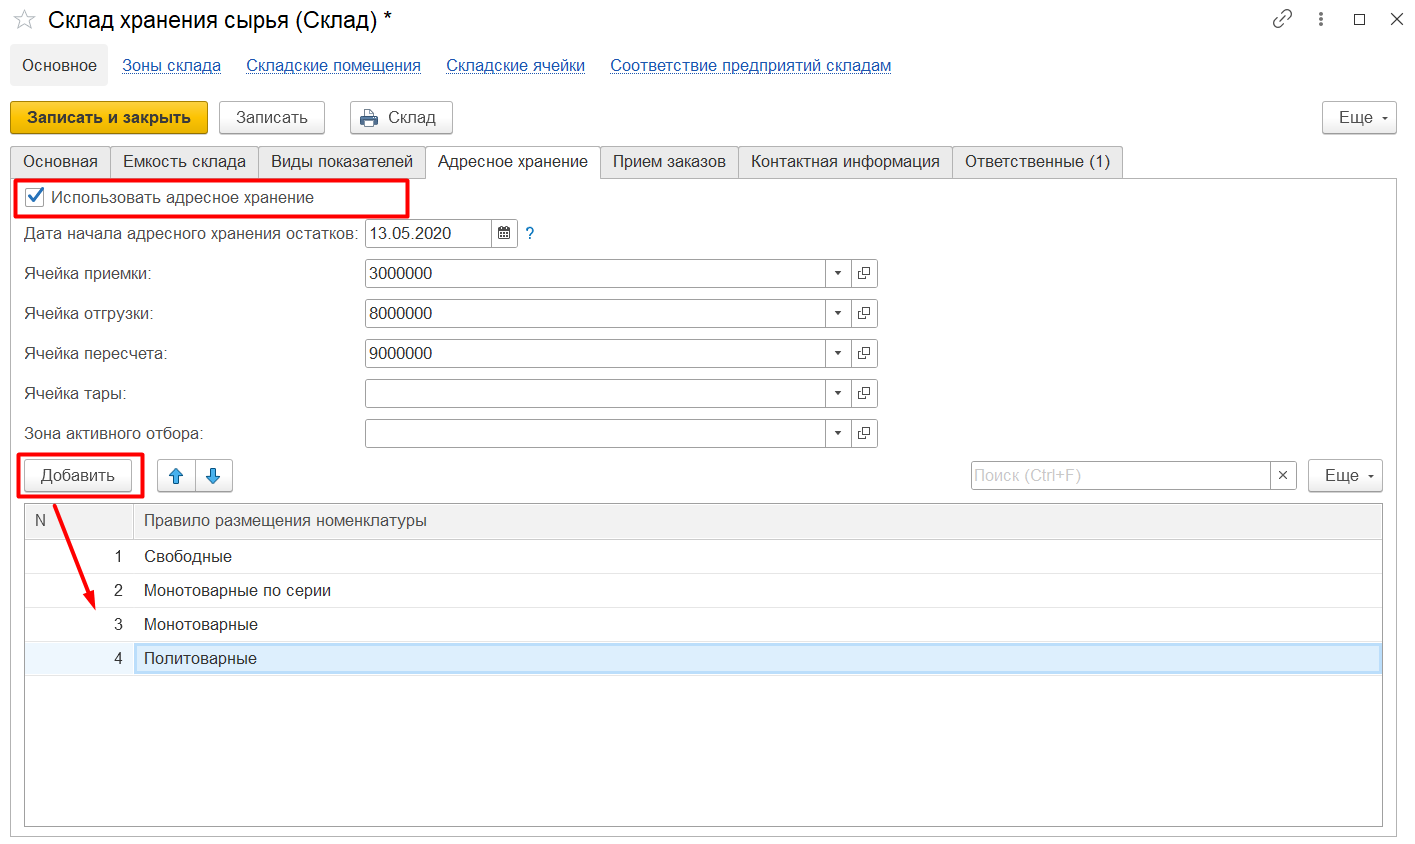 Склад хранения сырья (Склад) *
Основное Зоны склада Складские помещения Складские ячейки Соответствие предприятий складам
Записать и закрыть Записать Склад Еще
Основная Емкость склада Виды показателей Адресное хранение Прием заказов Контактная информация Ответственные (1)
Использовать адресное хранение
Дата начала адресного хранения остатков: 13.05.2020 ?
Ячейка приемки: 3000000
Ячейка отгрузки: 8000000
Ячейка пересчета: 9000000
Ячейка тары:
Зона активного отбора:
Добавить Поиск (Ctrl+F) × Еще
N Правило размещения номенклатуры
1 Свободные
2 Монотоварные по серии
3 Монотоварные
4 Политоварные